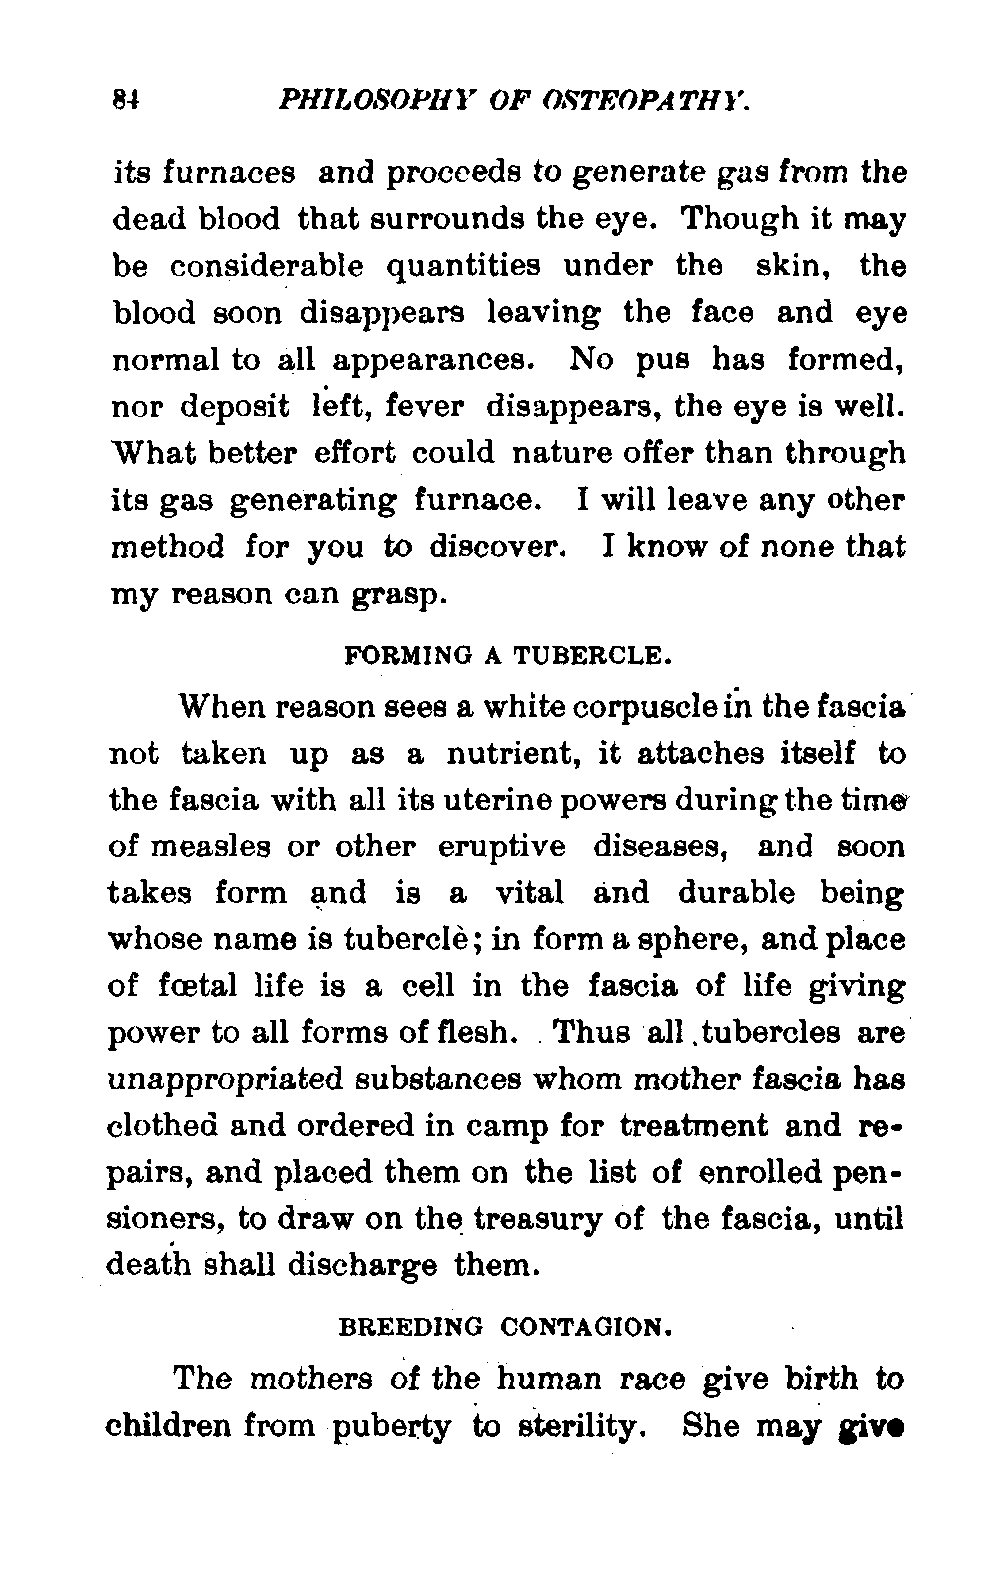 84 PHILOSOPHY OF OSTEOPATHY.
its furnaces and proceeds to generate gas from the
dead blood that surrounds the eye. Though it may
be considerable quantities under the skin, the
blood soon disappears leaving the face and eye
normal to all appearances. No pus has formed,
nor deposit left, fever disappears, the eye is well.
What better effort could nature offer than through
its gas generating furnace. I will leave any other
method for you to discover. I know of none that
my reason can grasp.
FORMING A TUBERCLE.
When reason sees a white corpuscle in the fascia
not taken up as a nutrient, it attaches itself to
the fascia with all its uterine powers during the time
of measles or other eruptive diseases, and soon
takes form and is a vital and durable being
whose name is tubercle; in form a sphere, and place
of fœtal life is a cell in the fascia of life giving
power to all forms of flesh. Thus all tubercles are
unappropriated substances whom mother fascia has
clothed and ordered in camp for treatment and re-
pairs, and placed them on the list of enrolled pen-
sioners, to draw on the treasury of the fascia, until
death shall discharge them.
BREEDING CONTAGION.
The mothers of the human race give birth to
children from puberty to sterility. She may give